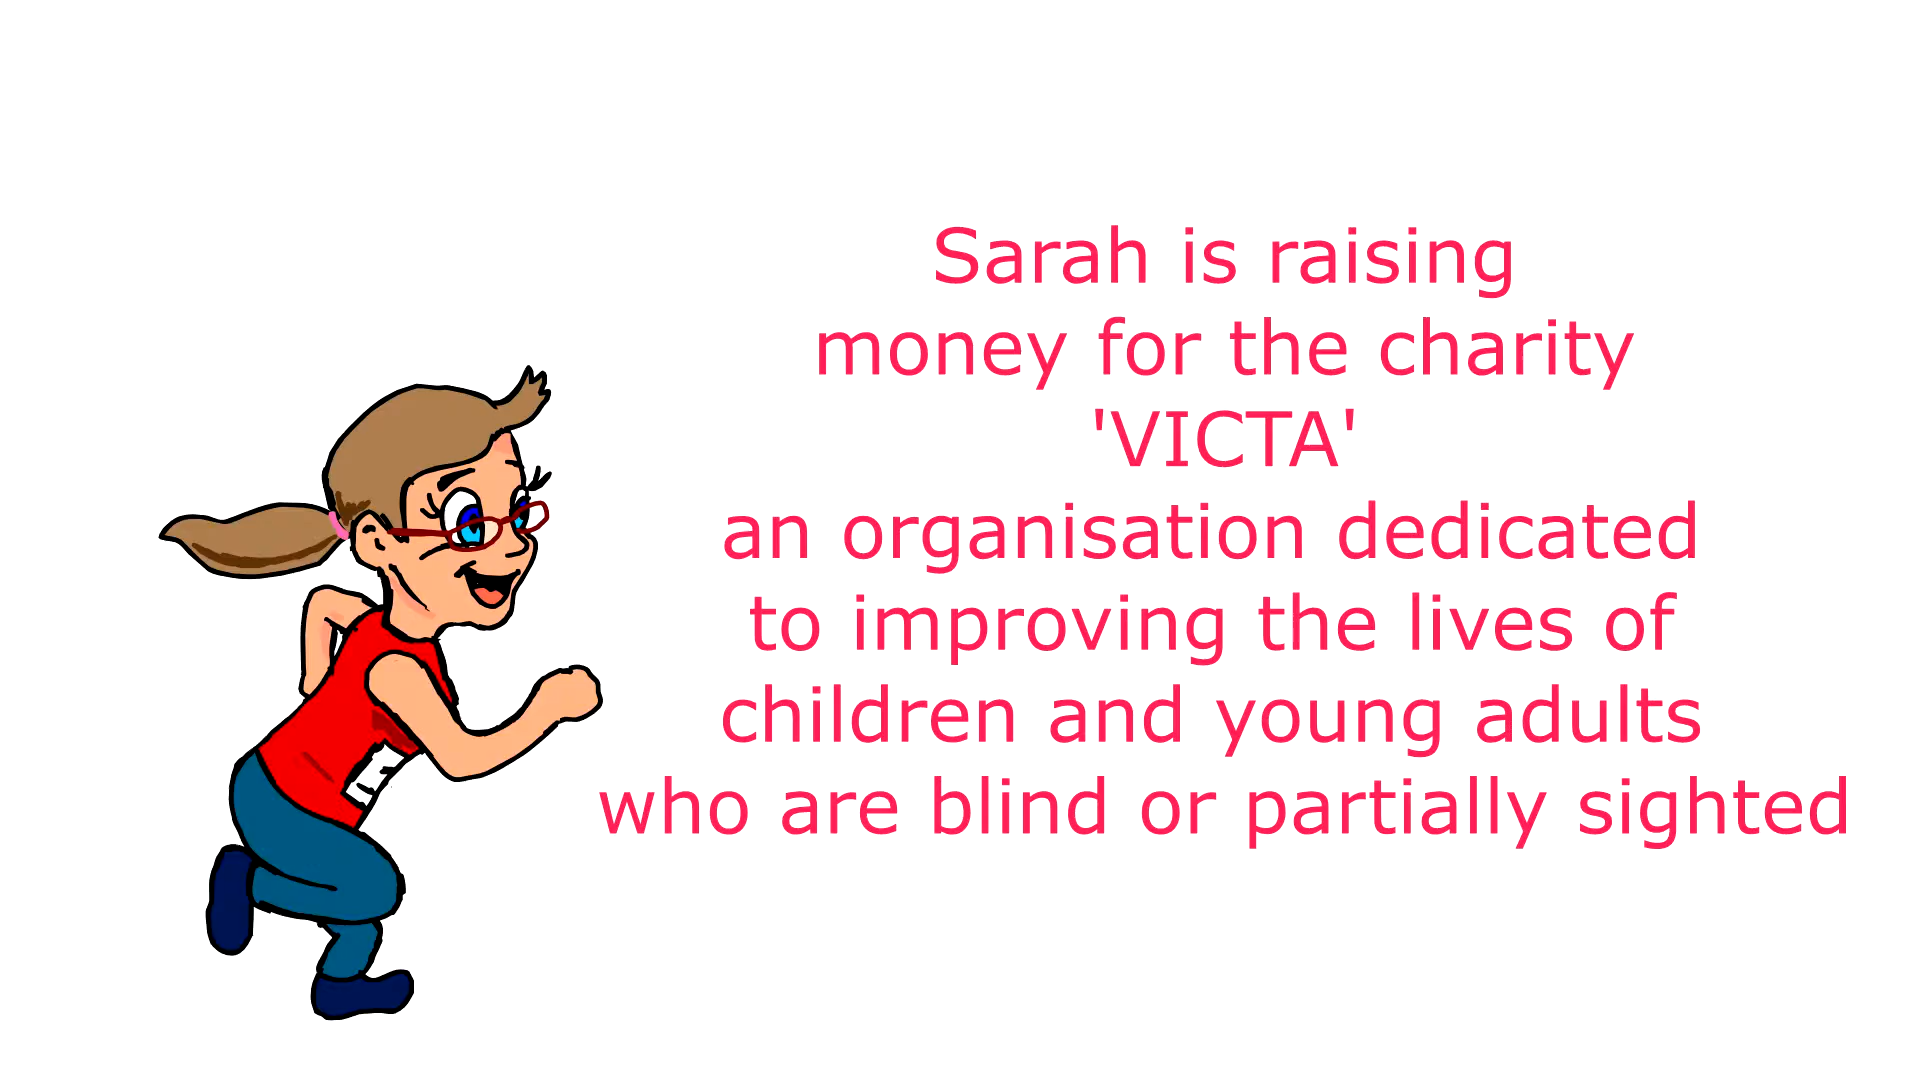 Sarah is raising
money for the charity
'VICTA'
an organisation dedicated
to improving the lives of
children and young adults
who are blind or partially sighted